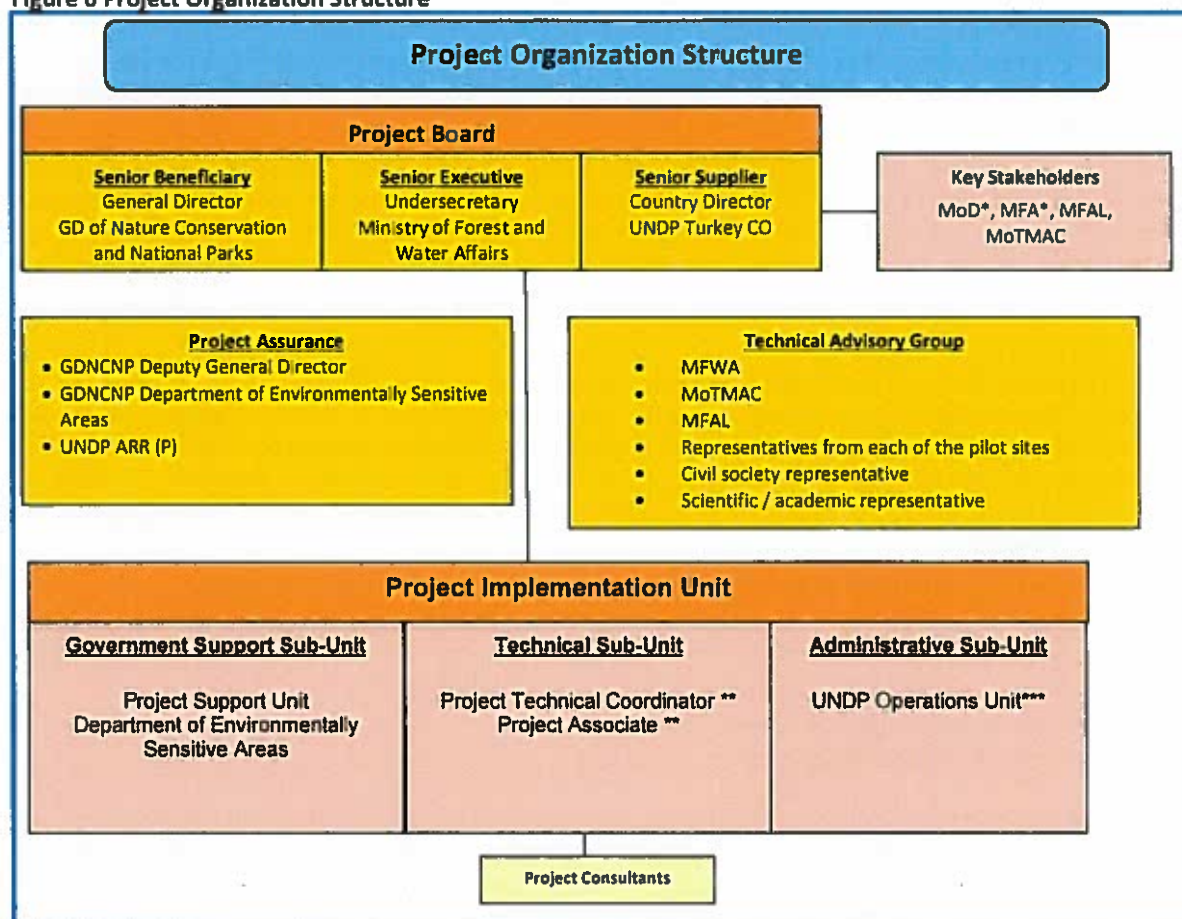 Figure 6 Project Organization Structure
Project Organization Structure
Project Board
Senior Beneficiary
General Director
GD of Nature Conservation
and National Parks
Senior Executive
Undersecretary
Ministry of Forest and
Water Affairs
Senior Supplier
Country Director
UNDP Turkey CO
Key Stakeholders
MoD*, MFA*, MFAL,
MoTMAC
Project Assurance
• GDNCNP Deputy General Director
• GDNCNP Department of Environmentally Sensitive
Areas
• UNDP ARR (P)
Technical Advisory Group
• MFWA
• MoTMAC
• MFAL
• Representatives from each of the pilot sites
• Civil society representative
• Scientific / academic representative
Project Implementation Unit
Government Support Sub-Unit
Project Support Unit
Department of Environmentally
Sensitive Areas
Technical Sub-Unit
Project Technical Coordinator **
Project Associate **
Administrative Sub-Unit
UNDP Operations Unit***
Project Consultants